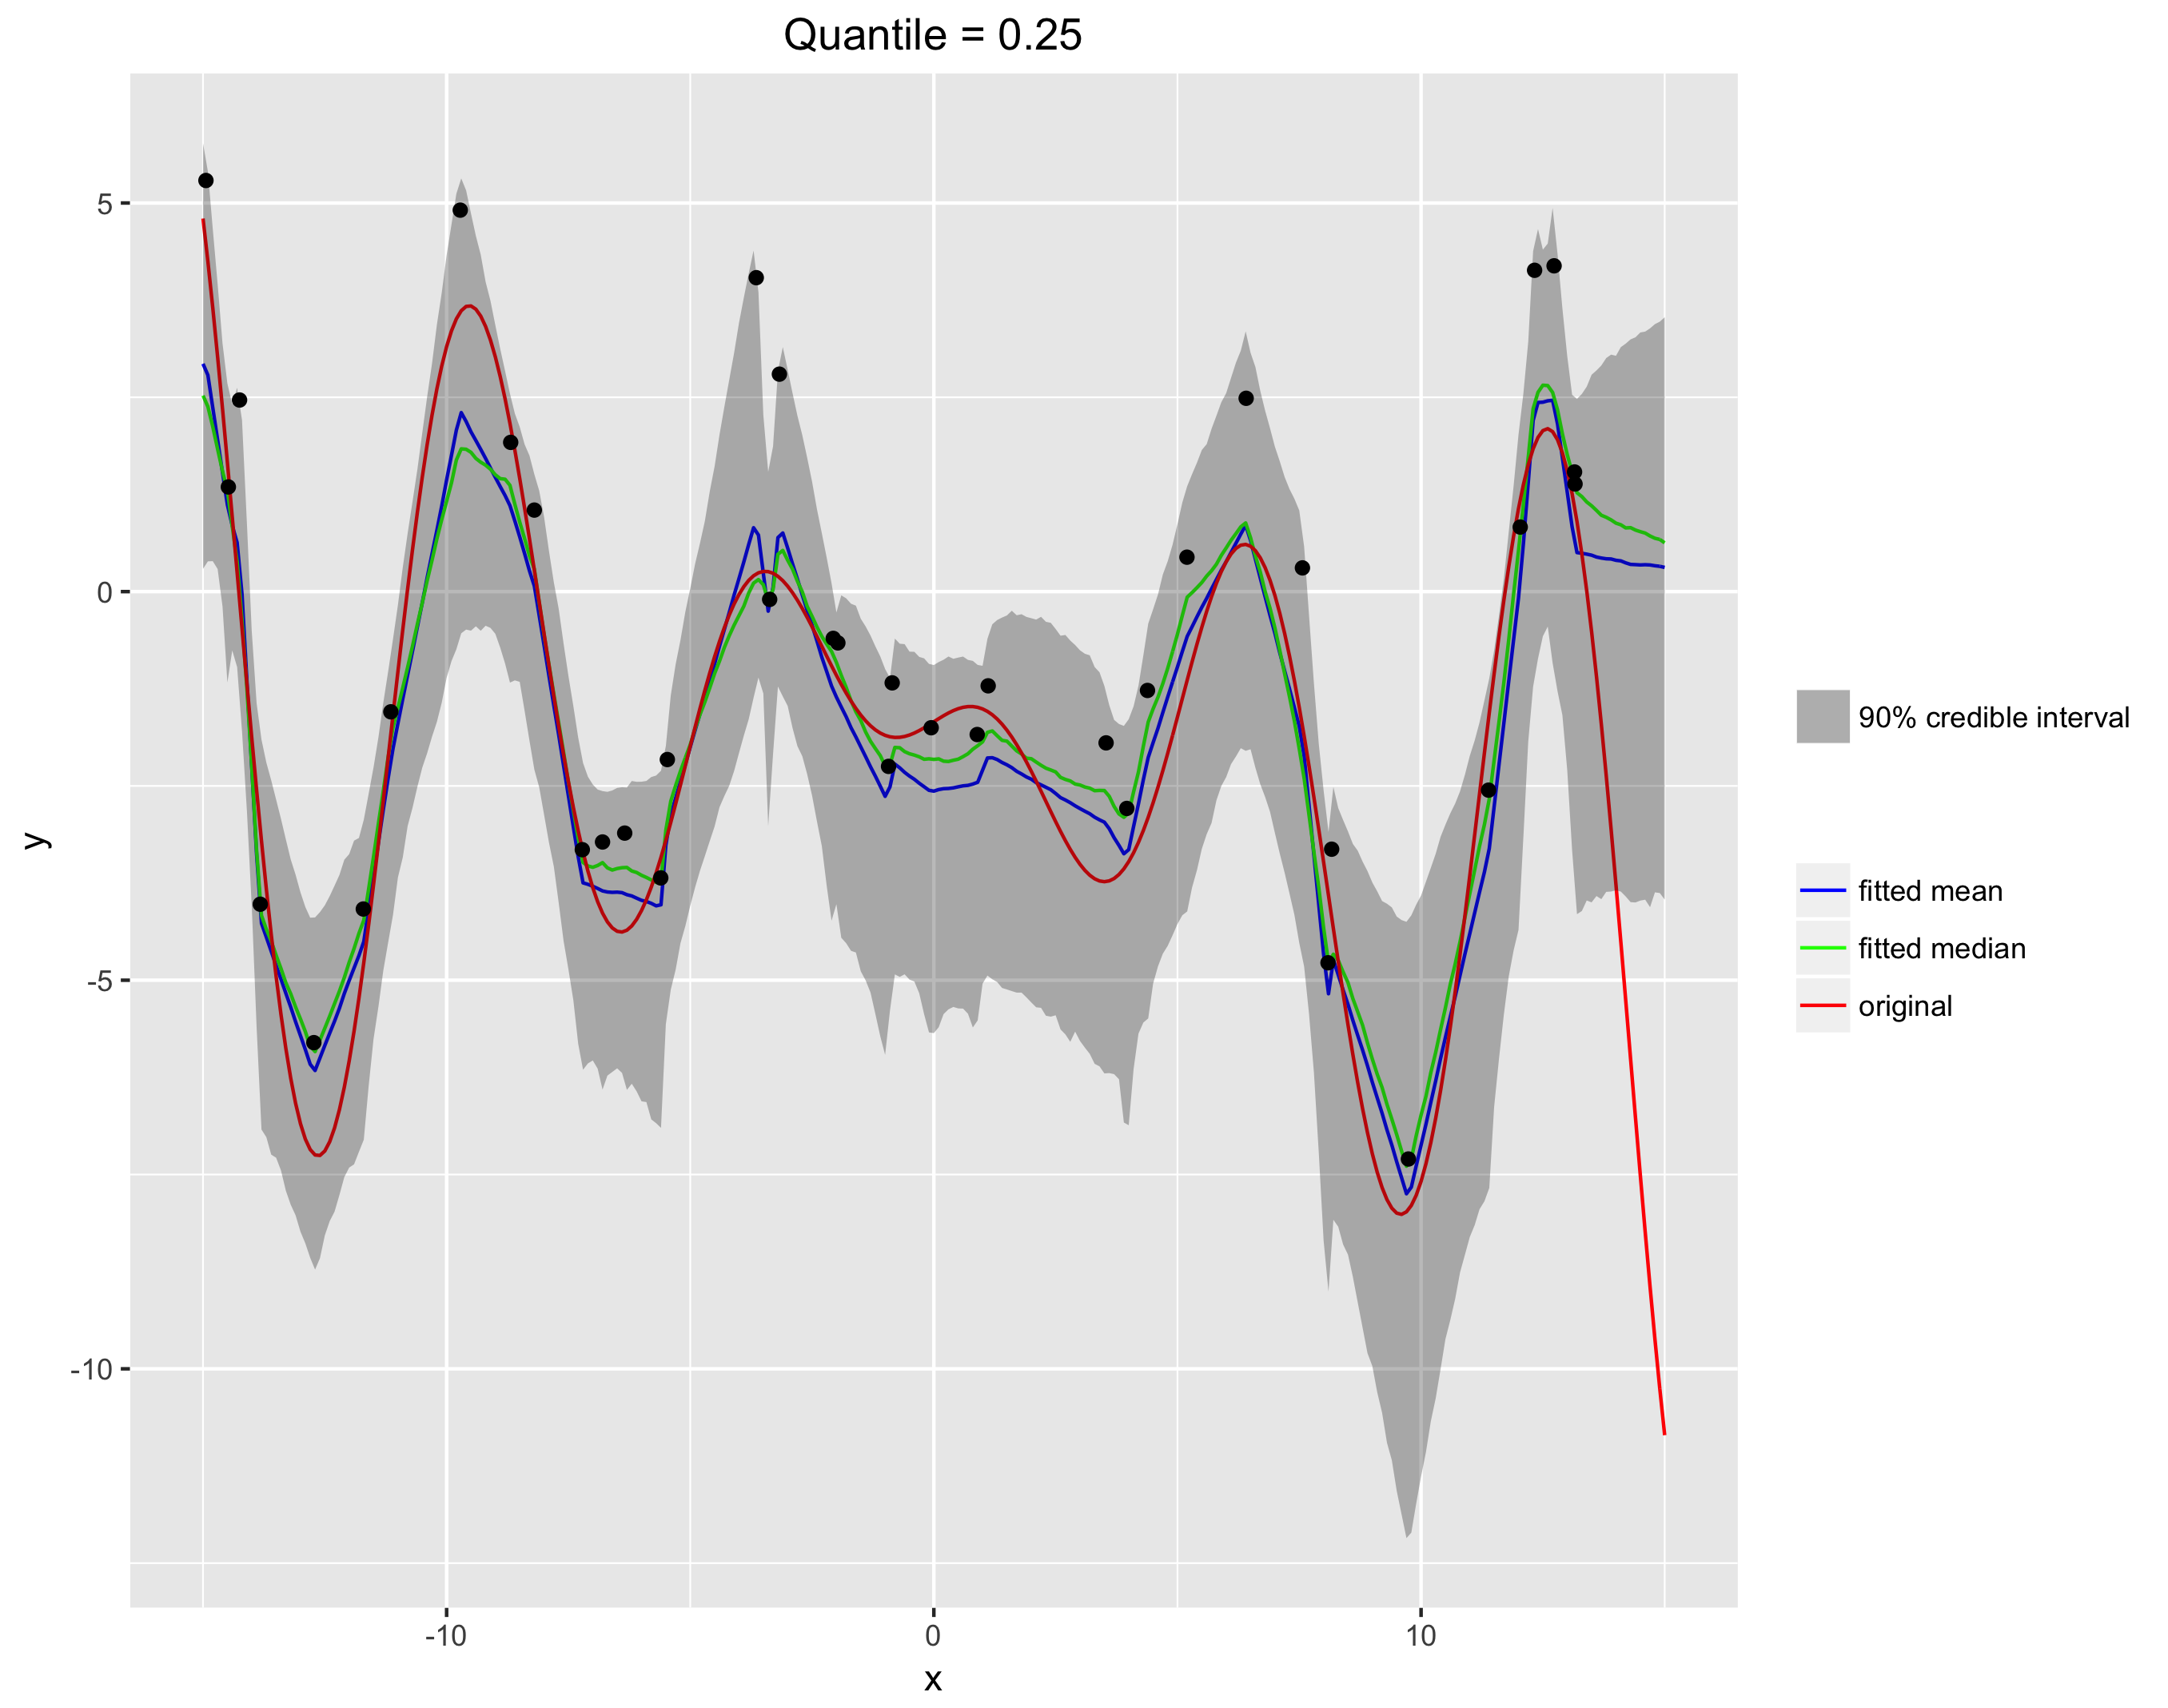 Quantile = 0.25
y
5
0
-5
-10
-10 0 10
x
90% credible interval
fitted mean
fitted median
original